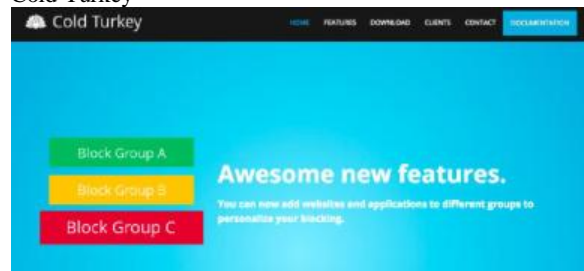 Cold Turkey
Cold Turkey
HOME FEATURES DOWNLOAD CLIENTS CONTACT DOCUMENTATION
Block Group A
Block Group B
Block Group C
Awesome new features.
You can now add websites and applications to different groups to
personalize your blocking.